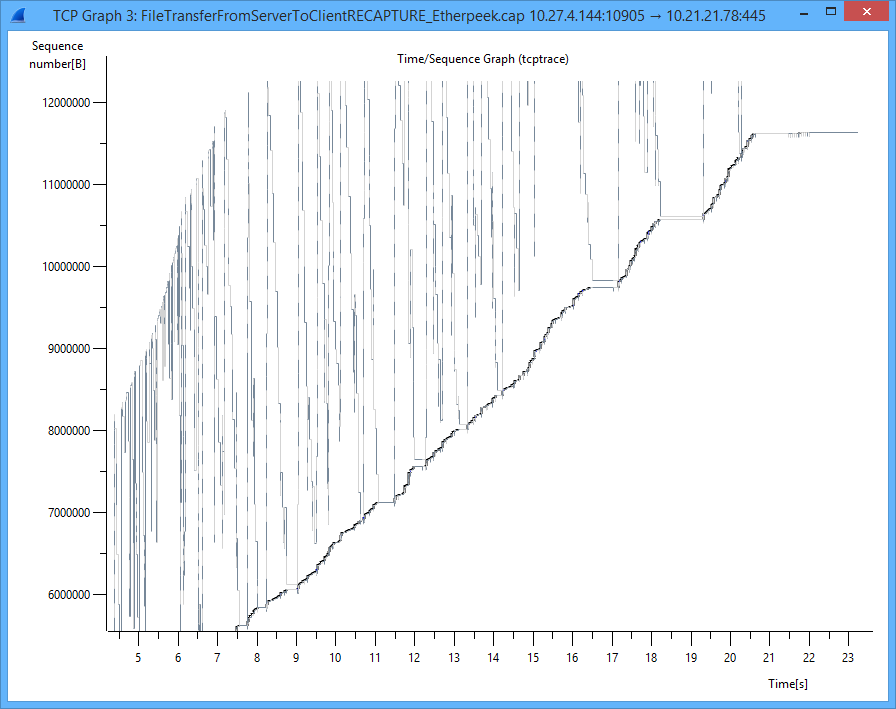 TCP Graph 3: FileTransferFromServerToClientRECAPTURE_Etherpeek.cap 10.27.4.144:10905 → 10.21.21.78:445
Sequence
number[B]
Time/Sequence Graph (tcptrace)
12000000
11000000
10000000
9000000
8000000
7000000
6000000
5 6 7 8 9 10 11 12 13 14 15 16 17 18 19 20 21 22 23
Time[s]